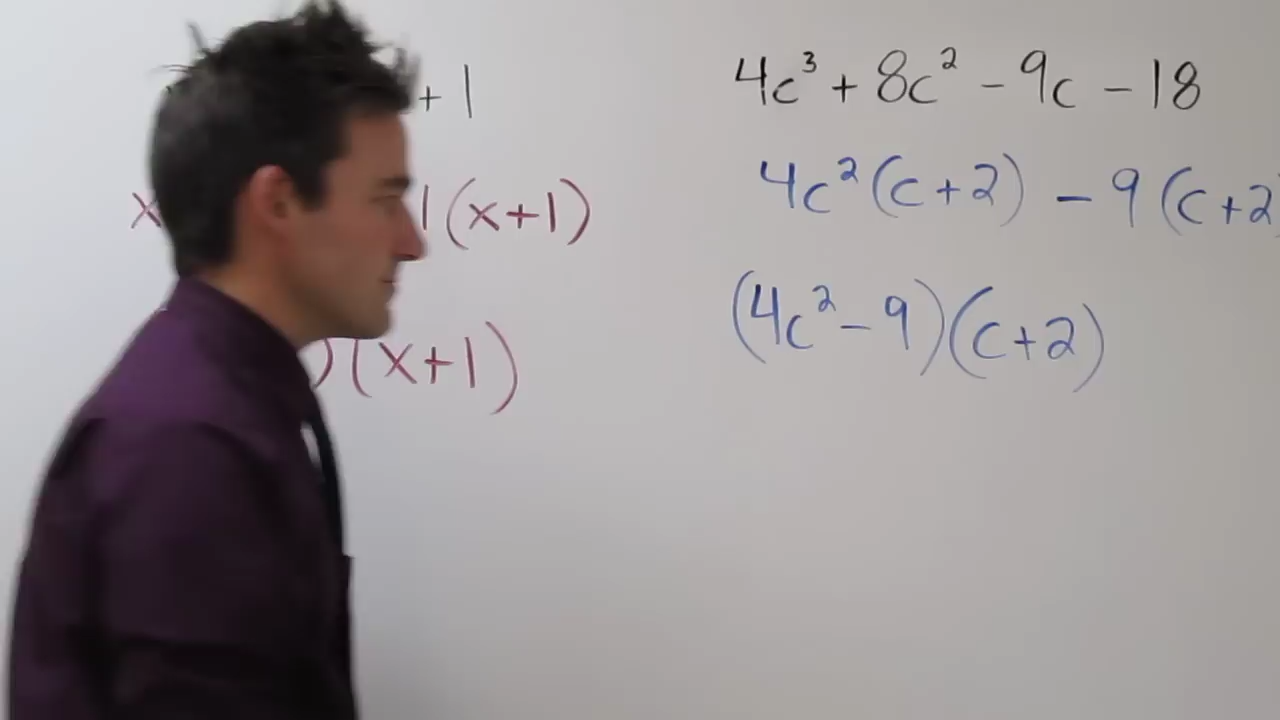 + 1
x 1(x+1)
)(x+1)
4c³ + 8c² - 9c - 18
4c²(c+2) - 9(c+2)
(4c² - 9)(c+2)